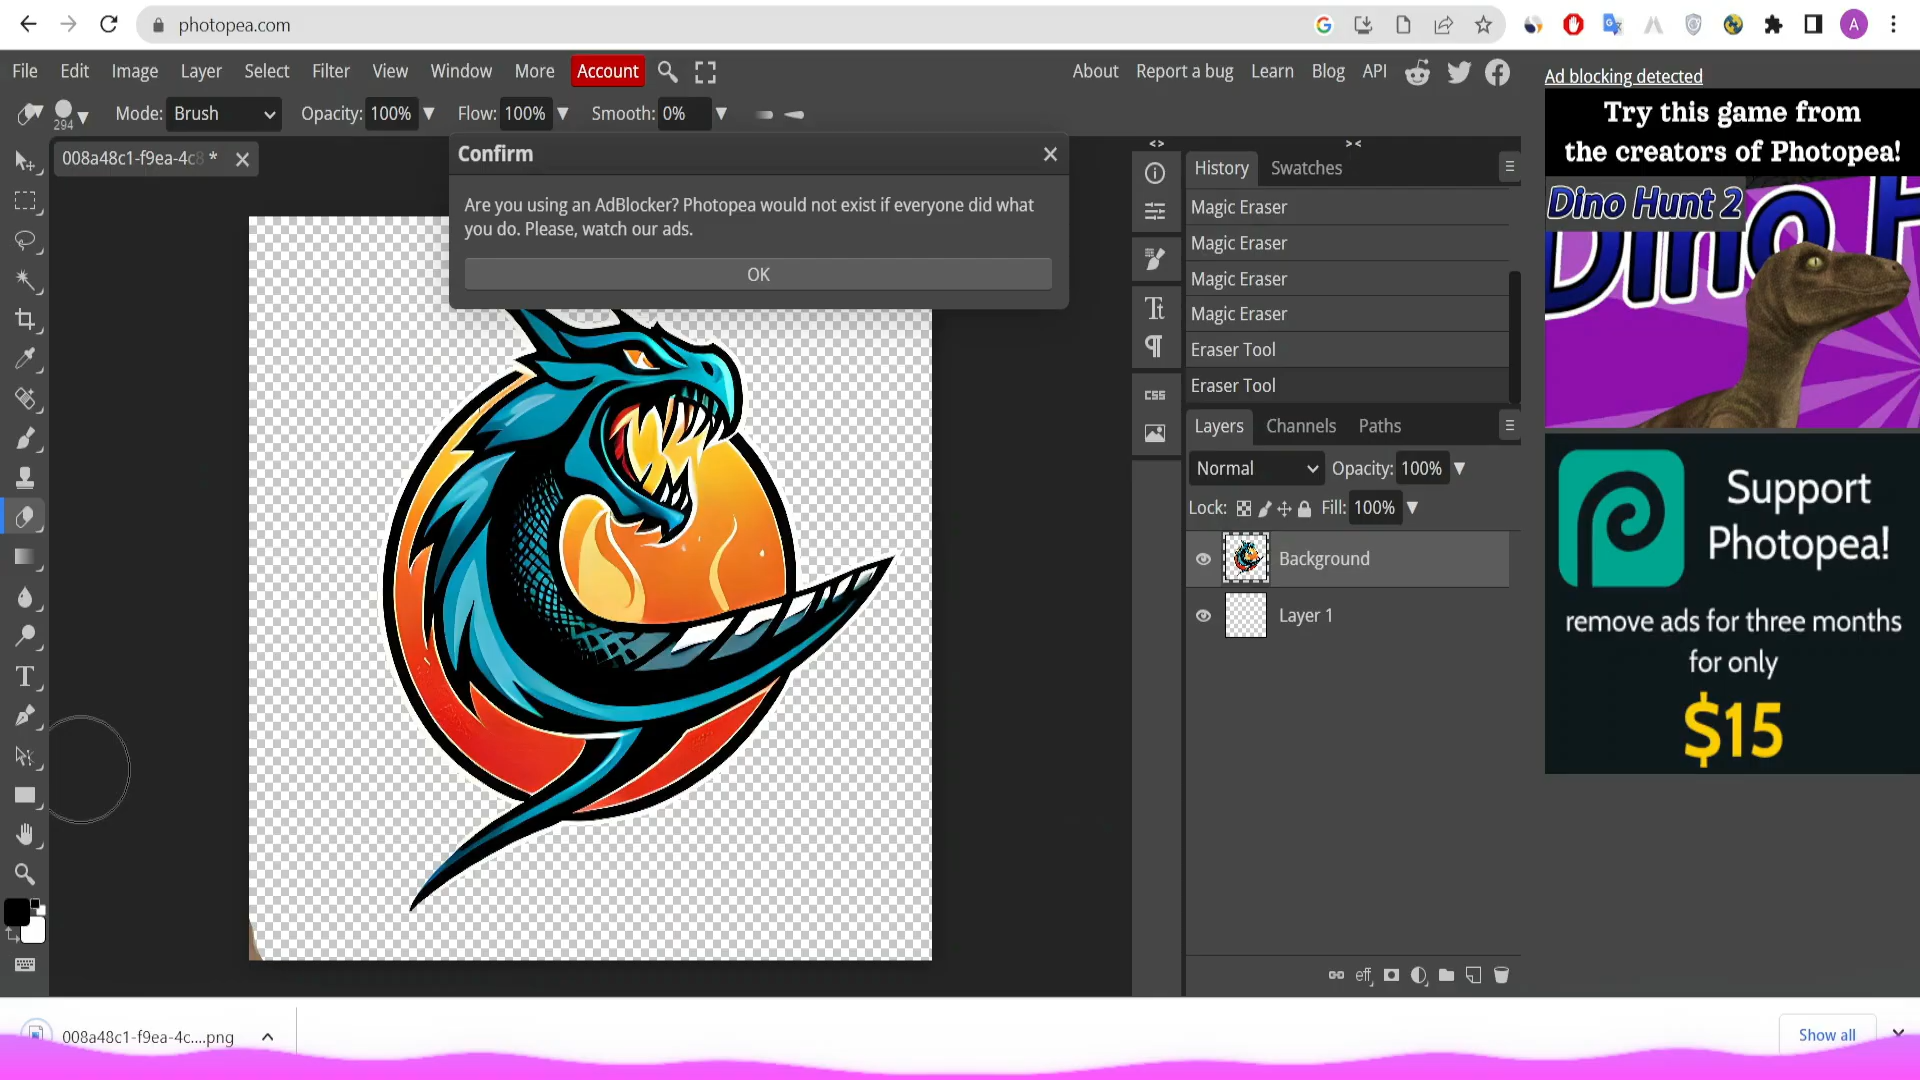 photopea.com
A
File Edit Image Layer Select Filter View Window More Account
About Report a bug Learn Blog API
Ad blocking detected
294
Mode: Brush Opacity: 100% Flow: 100% Smooth: 0%
008a48c1-f9ea-4c8 *
Confirm
Are you using an AdBlocker? Photopea would not exist if everyone did what
you do. Please, watch our ads.
OK
History Swatches
Magic Eraser
Magic Eraser
Magic Eraser
Magic Eraser
Eraser Tool
Eraser Tool
CSS
Layers Channels Paths
Normal Opacity: 100%
Lock: Fill: 100%
Background
Layer 1
eff
Try this game from
the creators of Photopea!
Dino Hunt 2
Support
Photopea!
remove ads for three months
for only
$15
008a48c1-f9ea-4c....png
Show all